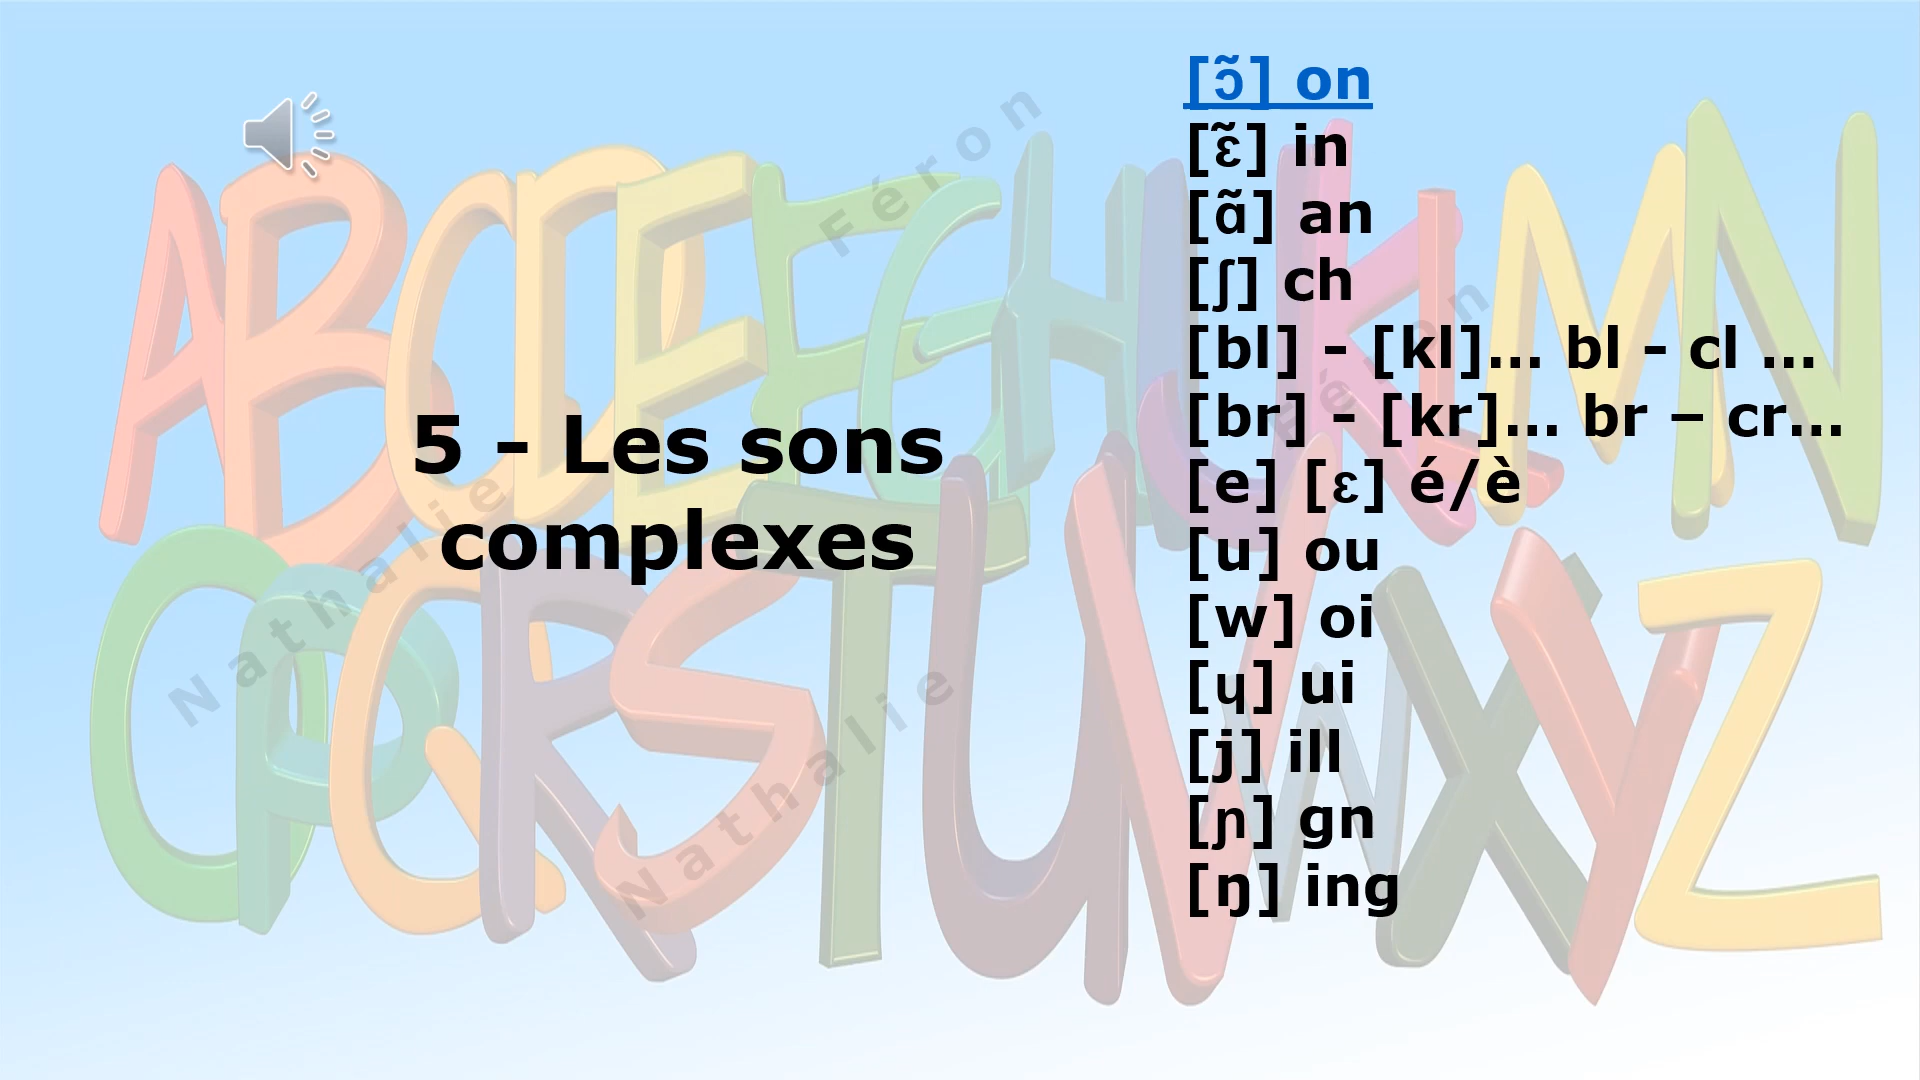 5 – Les sons
complexes
[ɔ̃] on
[ɛ̃] in
[ɑ̃] an
[ʃ] ch
[bl] – [kl]… bl – cl …
[br] – [kr]… br – cr…
[e] [ɛ] é/è
[u] ou
[w] oi
[ɥ] ui
[j] ill
[ɲ] gn
[ŋ] ing
Nathalie Féron
Nathalie Féron